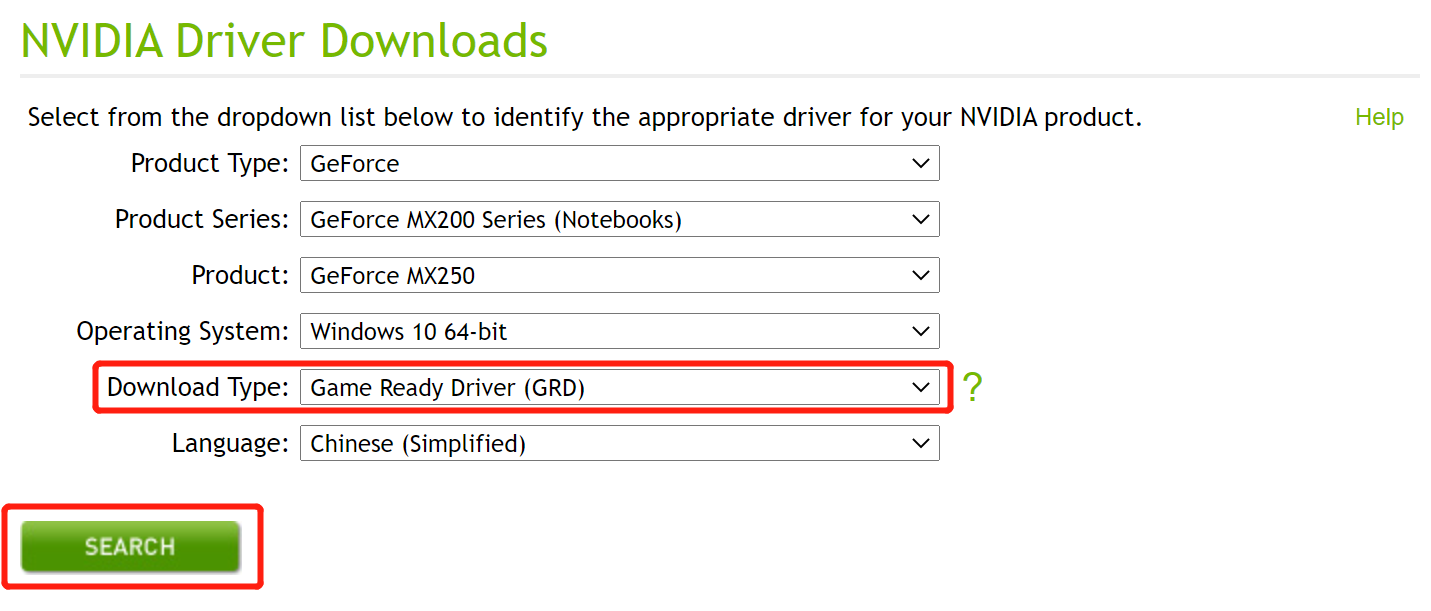 NVIDIA Driver Downloads
Select from the dropdown list below to identify the appropriate driver for your NVIDIA product. Help
Product Type: GeForce
Product Series: GeForce MX200 Series (Notebooks)
Product: GeForce MX250
Operating System: Windows 10 64-bit
Download Type: Game Ready Driver (GRD) ?
Language: Chinese (Simplified)
SEARCH